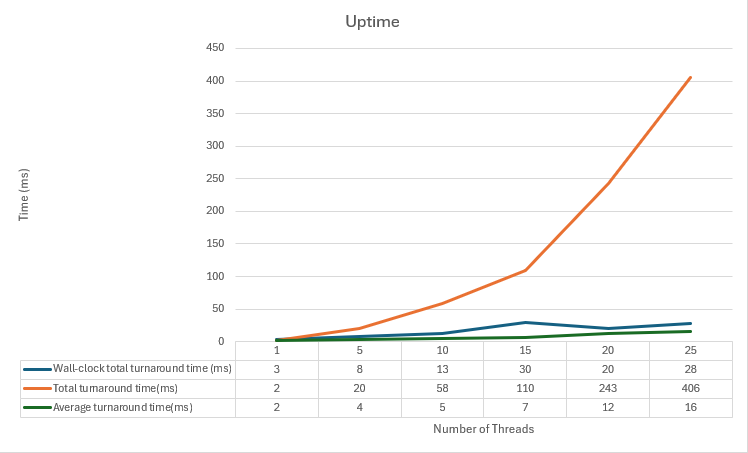 Uptime
450
400
350
300
250
200
150
100
50
0
Time (ms)
1 5 10 15 20 25
Wall-clock total turnaround time (ms) 3 8 13 30 20 28
Total turnaround time(ms) 2 20 58 110 243 406
Average turnaround time(ms) 2 4 5 7 12 16
Number of Threads